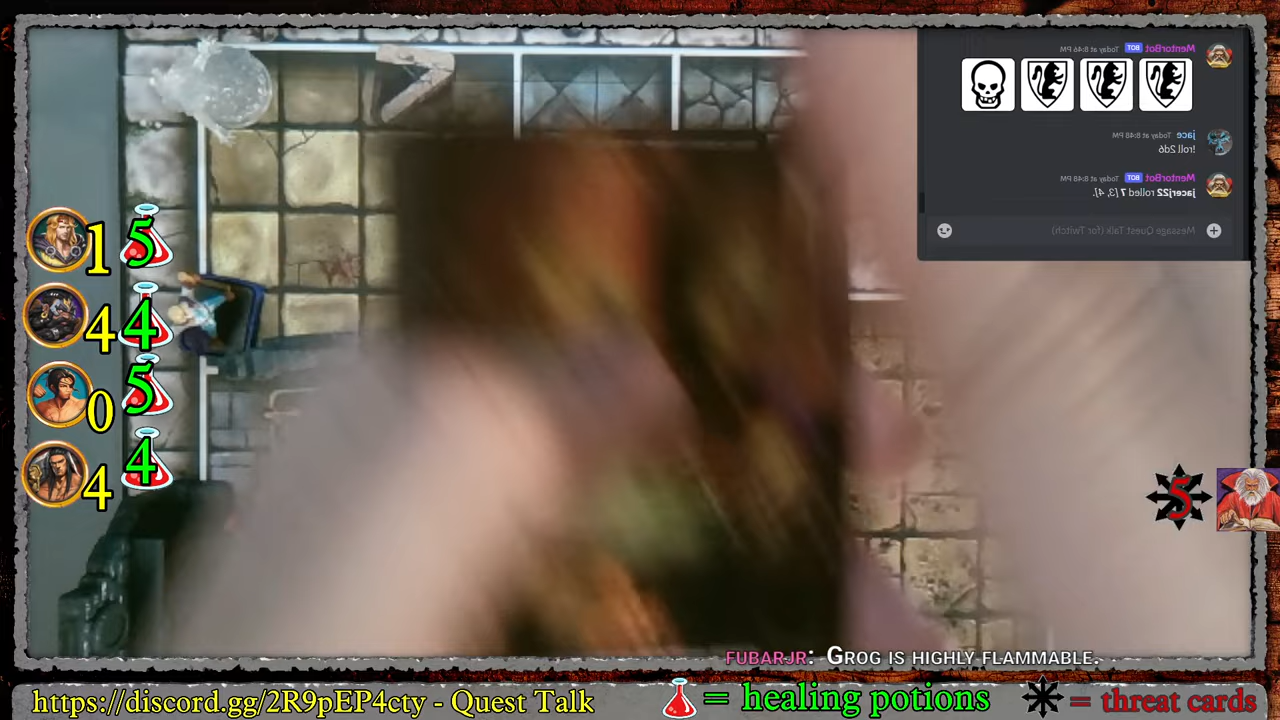 MentorBot BOT Today at 8:46 PM
jace Today at 8:48 PM
!roll 2d6
MentorBot BOT Today at 8:48 PM
jacerj22 rolled 7 [3, 4].
Message Quest Talk (for Twitch)
1 5
4 4
0 5
4 4
5
FUBARJR: GROG IS HIGHLY FLAMMABLE.
https://discord.gg/2R9pEP4cty - Quest Talk = healing potions = threat cards